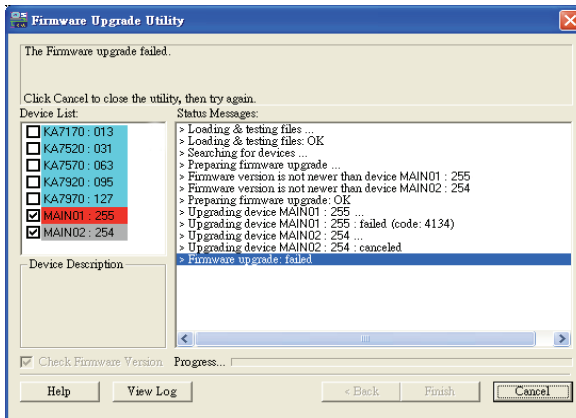 Firmware Upgrade Utility
The Firmware upgrade failed.
Click Cancel to close the utility, then try again.
Device List:
KA7170 : 013
KA7520 : 031
KA7570 : 063
KA7920 : 095
KA7970 : 127
MAIN01 : 255
MAIN02 : 254
Device Description
Status Messages:
> Loading & testing files ...
> Loading & testing files: OK
> Searching for devices ...
> Preparing firmware upgrade ...
> Firmware version is not newer than device MAIN01 : 255
> Firmware version is not newer than device MAIN02 : 254
> Preparing firmware upgrade: OK
> Upgrading device MAIN01 : 255 ...
> Upgrading device MAIN01 : 255 : failed (code: 4134)
> Upgrading device MAIN02 : 254 ...
> Upgrading device MAIN02 : 254 : canceled
> Firmware upgrade: failed
Check Firmware Version Progress...
Help View Log < Back Finish Cancel